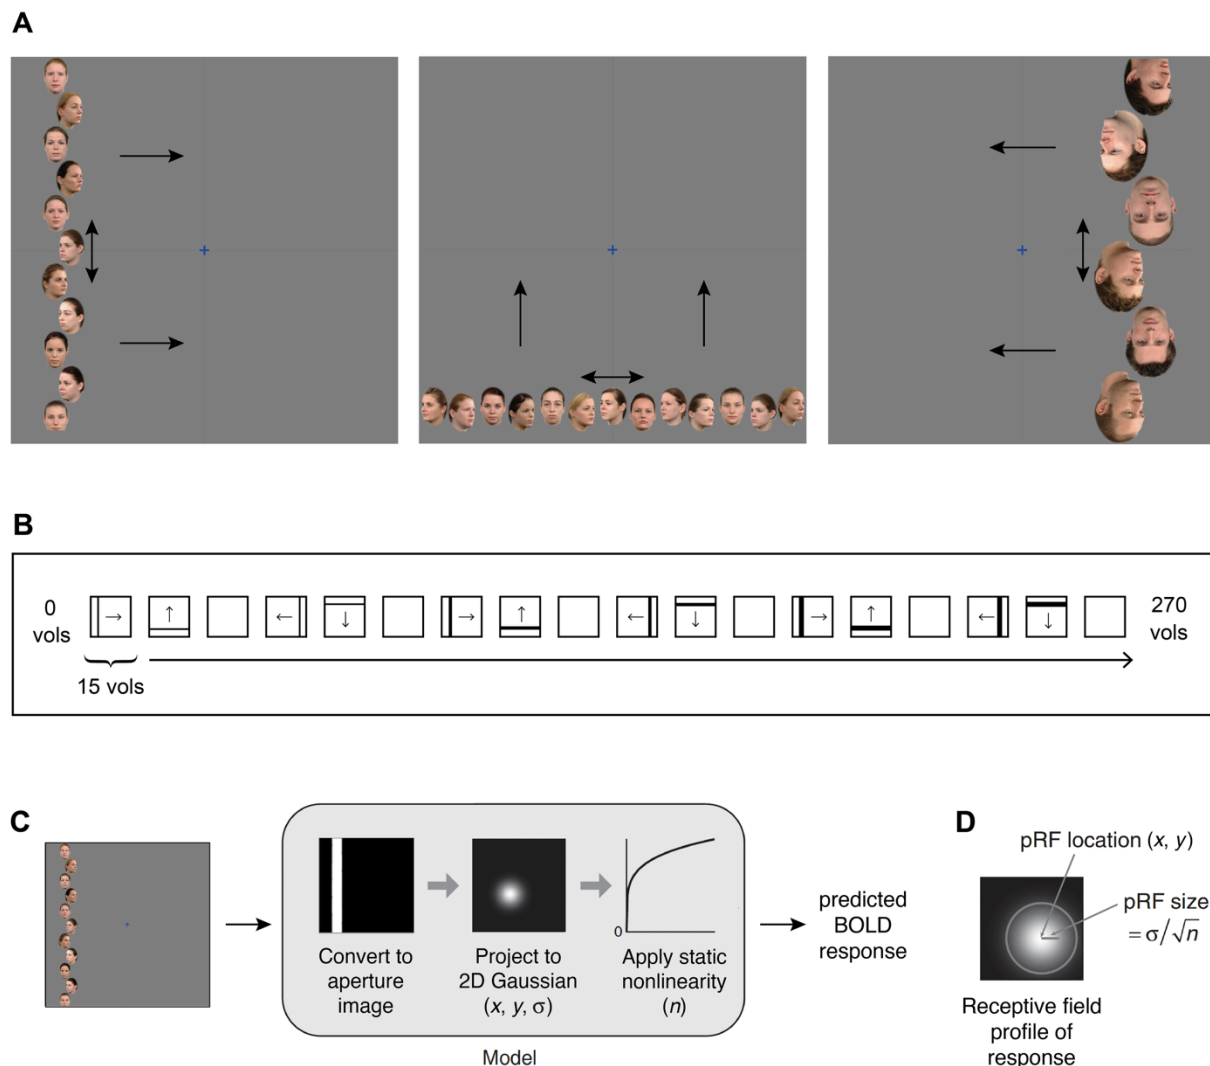 A
B
0
vols
15 vols
270
vols
C
Convert to
aperture
image
Project to
2D Gaussian
(x, y, σ)
0
Apply static
nonlinearity
(n)
Model
predicted
BOLD
response
D
pRF location (x, y)
pRF size
= σ/√n
Receptive field
profile of
response